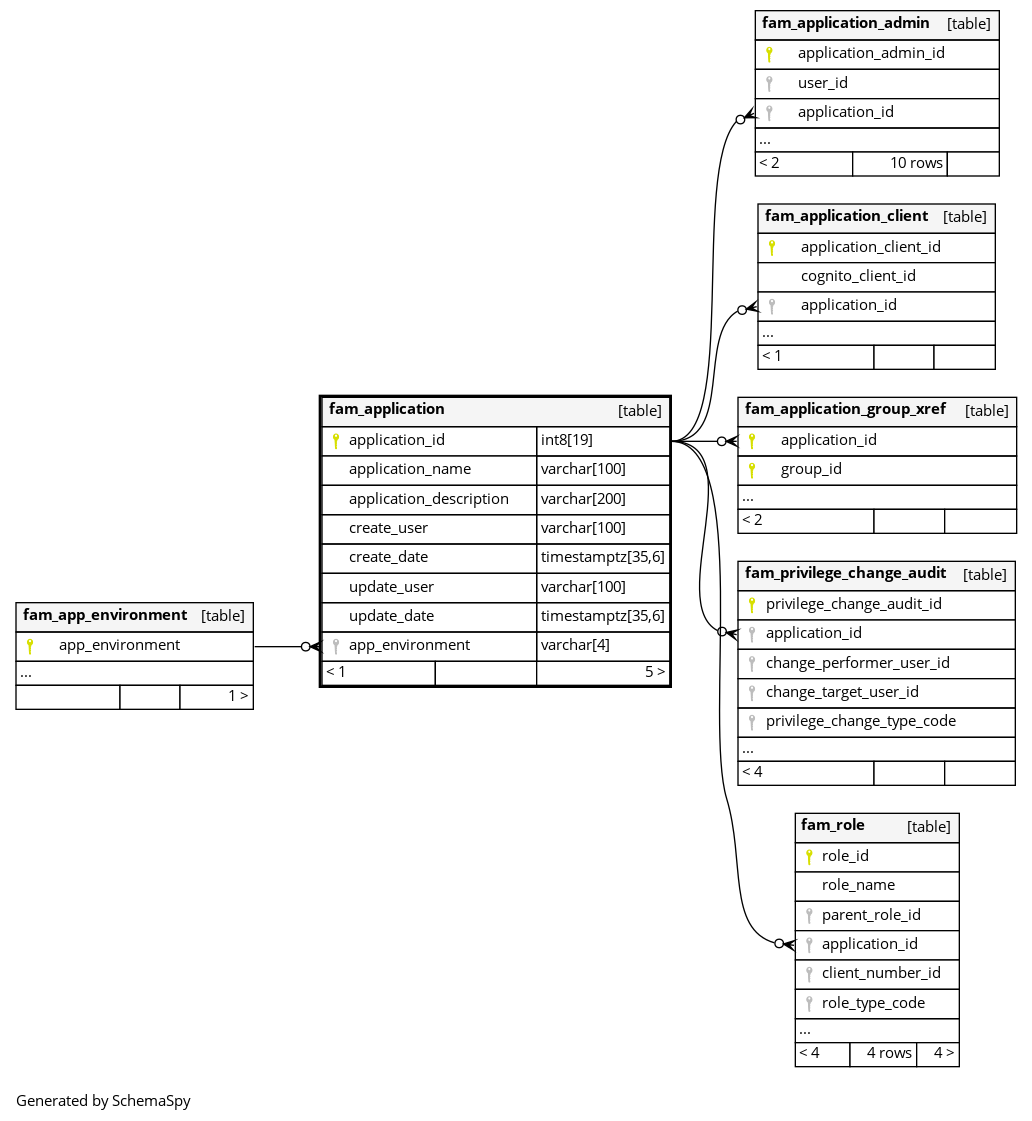 fam_application_admin [table]
application_admin_id
user_id
application_id
...
< 2 10 rows
fam_application_client [table]
application_client_id
cognito_client_id
application_id
...
< 1
fam_application_group_xref [table]
application_id
group_id
...
< 2
fam_application [table]
application_id int8[19]
application_name varchar[100]
application_description varchar[200]
create_user varchar[100]
create_date timestamptz[35,6]
update_user varchar[100]
update_date timestamptz[35,6]
app_environment varchar[4]
< 1 5 >
fam_app_environment [table]
app_environment
...
1 >
fam_privilege_change_audit [table]
privilege_change_audit_id
application_id
change_performer_user_id
change_target_user_id
privilege_change_type_code
...
< 4
fam_role [table]
role_id
role_name
parent_role_id
application_id
client_number_id
role_type_code
...
< 4 4 rows 4 >
Generated by SchemaSpy